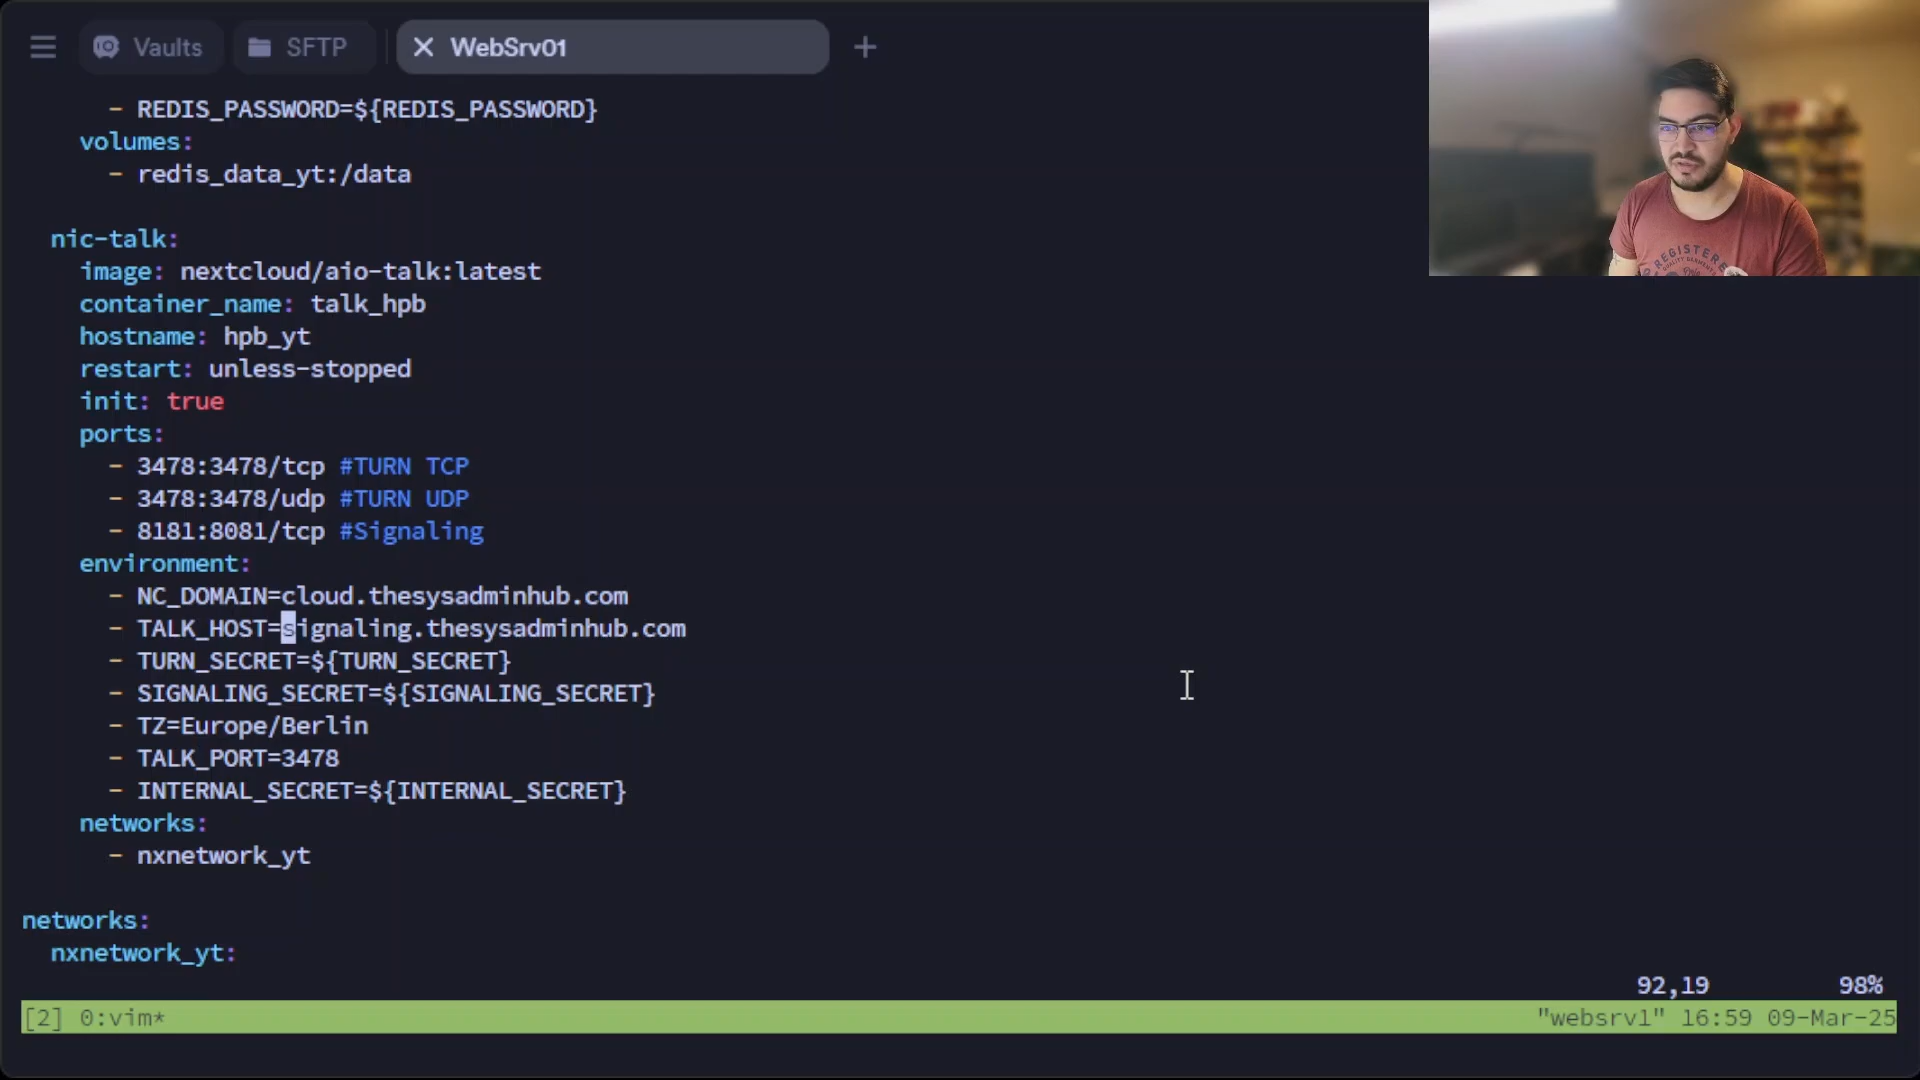 Vaults
SFTP
WebSrv01
- REDIS_PASSWORD=${REDIS_PASSWORD}
volumes:
- redis_data_yt:/data
nic-talk:
image: nextcloud/aio-talk:latest
container_name: talk_hpb
hostname: hpb_yt
restart: unless-stopped
init: true
ports:
- 3478:3478/tcp #TURN TCP
- 3478:3478/udp #TURN UDP
- 8181:8081/tcp #Signaling
environment:
- NC_DOMAIN=cloud.thesysadminhub.com
- TALK_HOST=signaling.thesysadminhub.com
- TURN_SECRET=${TURN_SECRET}
- SIGNALING_SECRET=${SIGNALING_SECRET}
- TZ=Europe/Berlin
- TALK_PORT=3478
- INTERNAL_SECRET=${INTERNAL_SECRET}
networks:
- nxnetwork_yt
networks:
nxnetwork_yt:
92,19 98%
[2] 0:vim* "websrv1" 16:59 09-Mar-25